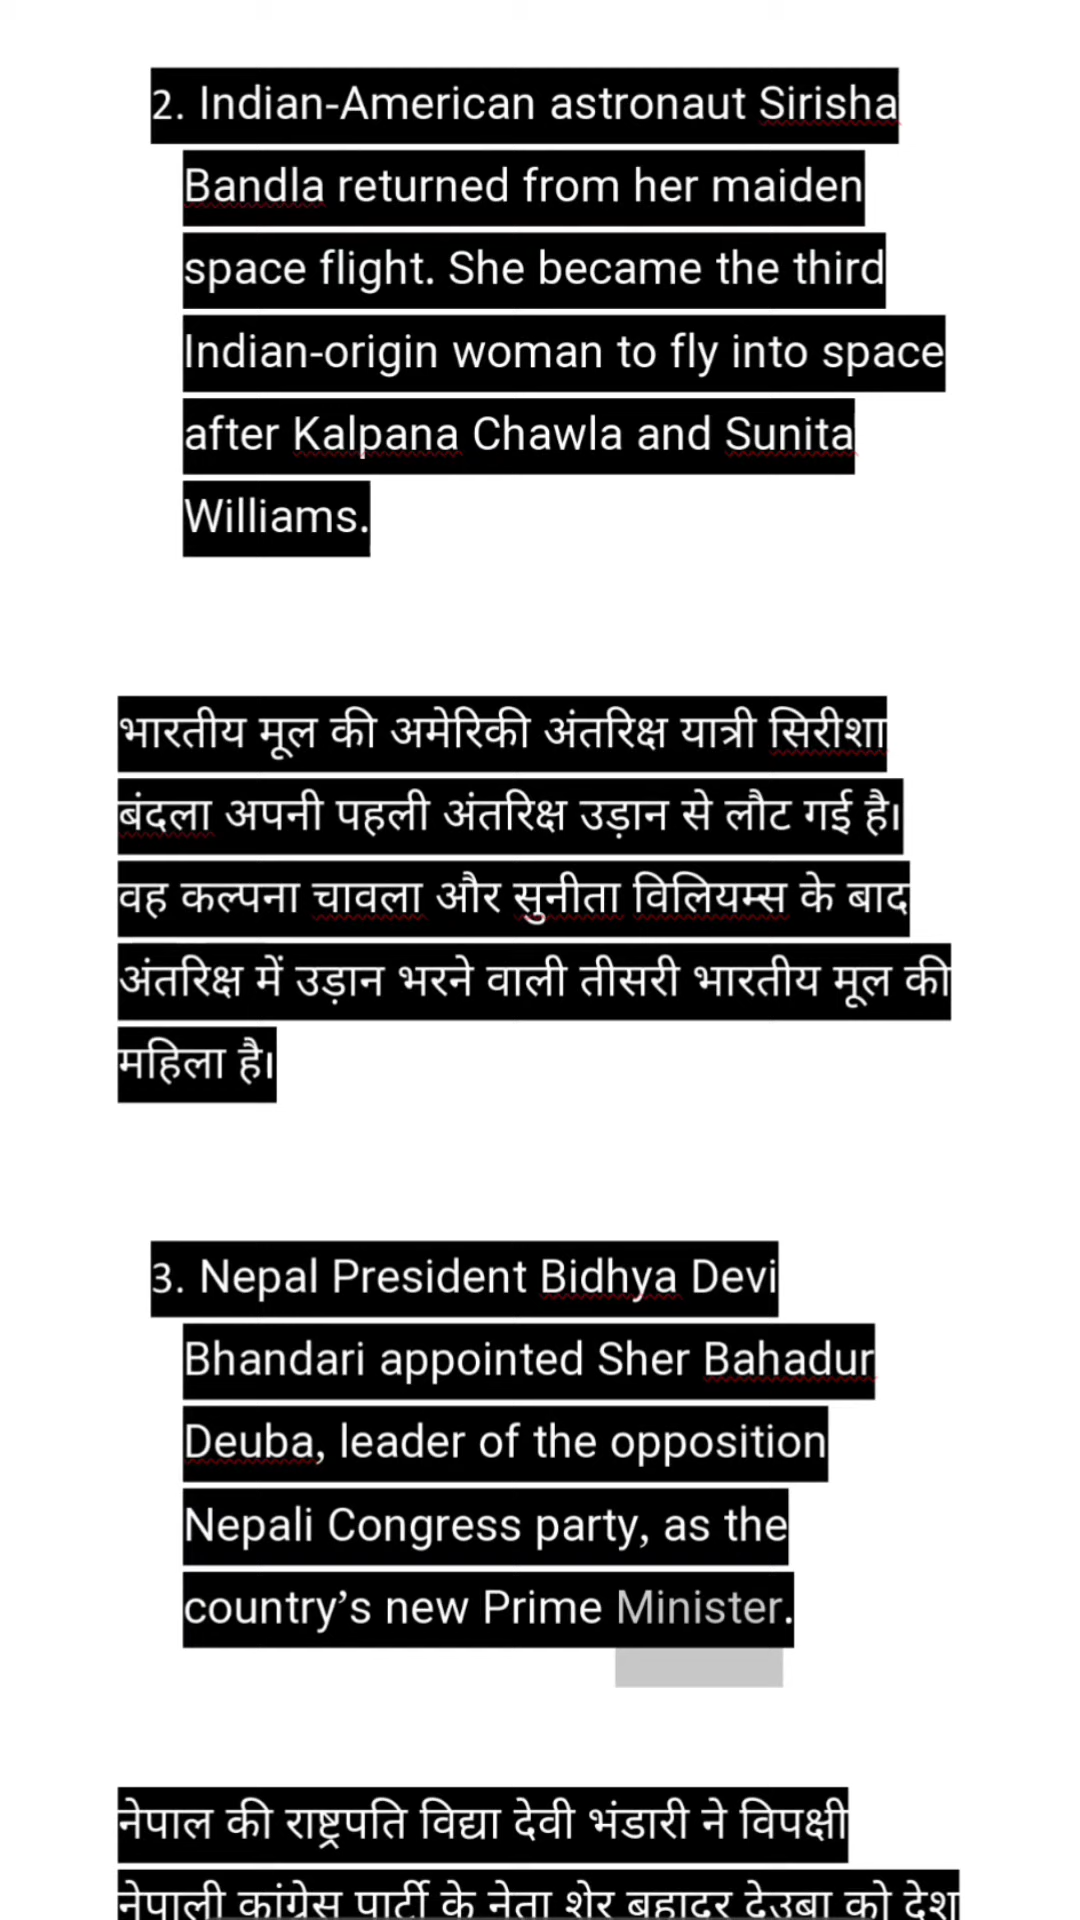 2. Indian-American astronaut Sirisha
Bandla returned from her maiden
space flight. She became the third
Indian-origin woman to fly into space
after Kalpana Chawla and Sunita
Williams.
भारतीय मूल की अमेरिकी अंतरिक्ष यात्री सिरीशा
बंदला अपनी पहली अंतरिक्ष उड़ान से लौट गई है।
वह कल्पना चावला और सुनीता विलियम्स के बाद
अंतरिक्ष में उड़ान भरने वाली तीसरी भारतीय मूल की
महिला है।
3. Nepal President Bidhya Devi
Bhandari appointed Sher Bahadur
Deuba, leader of the opposition
Nepali Congress party, as the
country’s new Prime Minister.
नेपाल की राष्ट्रपति विद्या देवी भंडारी ने विपक्षी
नेपाली कांग्रेस पार्टी के नेता शेर बहादुर देउबा को देश